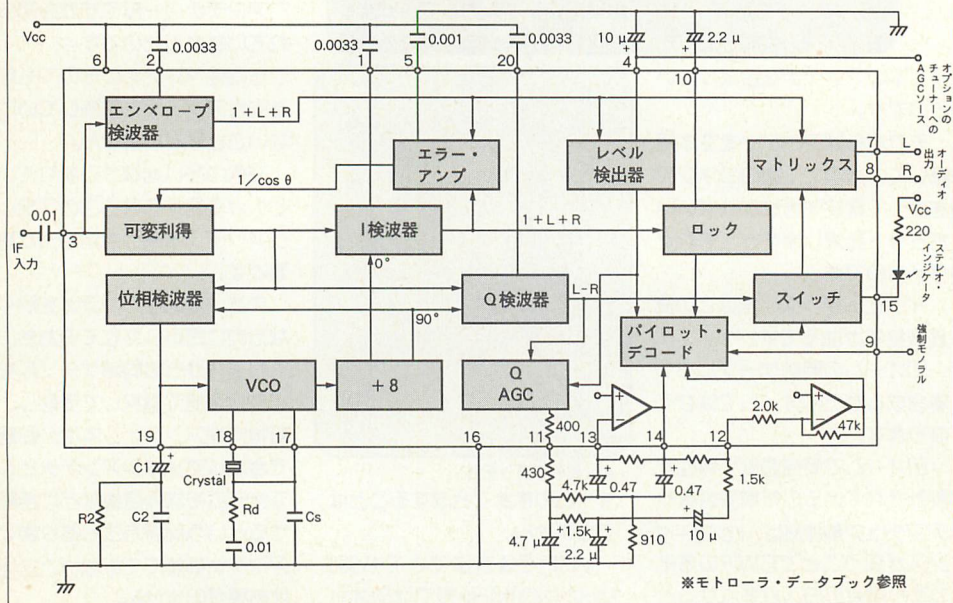 Vcc
0.0033
0.0033
0.001
0.0033
10 μ
+
2.2 μ
+
6
2
1
5
20
4
10
オプションの
チューナーへの
AGCソース
エンベロープ
検波器
1+L+R
エラー・
アンプ
レベル
検出器
マトリックス
7
L
8
R
オーディオ
出力
1/cos θ
0.01
3
IF
入力
可変利得
I検波器
1+L+R
ロック
Vcc
220
ステレオ・
インジケータ
0°
位相検波器
Q検波器
L-R
スイッチ
15
90°
パイロット・
デコード
9
強制モノラル
VCO
+8
Q
AGC
+
2.0k
+
47k
19
18
17
16
11
400
13
14
12
C1
+
Crystal
430
4.7k
+
0.47
+
0.47
1.5k
R2
C2
Rd
Cs
0.01
+
1.5k
+
4.7 μ
2.2 μ
910
+
10 μ
※モトローラ・データブック参照